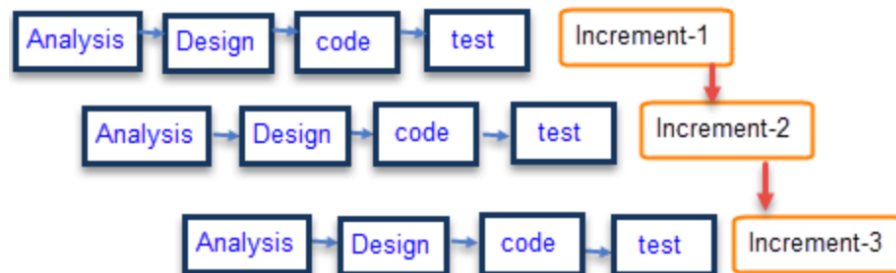 Analysis Design code test Increment-1
Analysis Design code test Increment-2
Analysis Design code test Increment-3